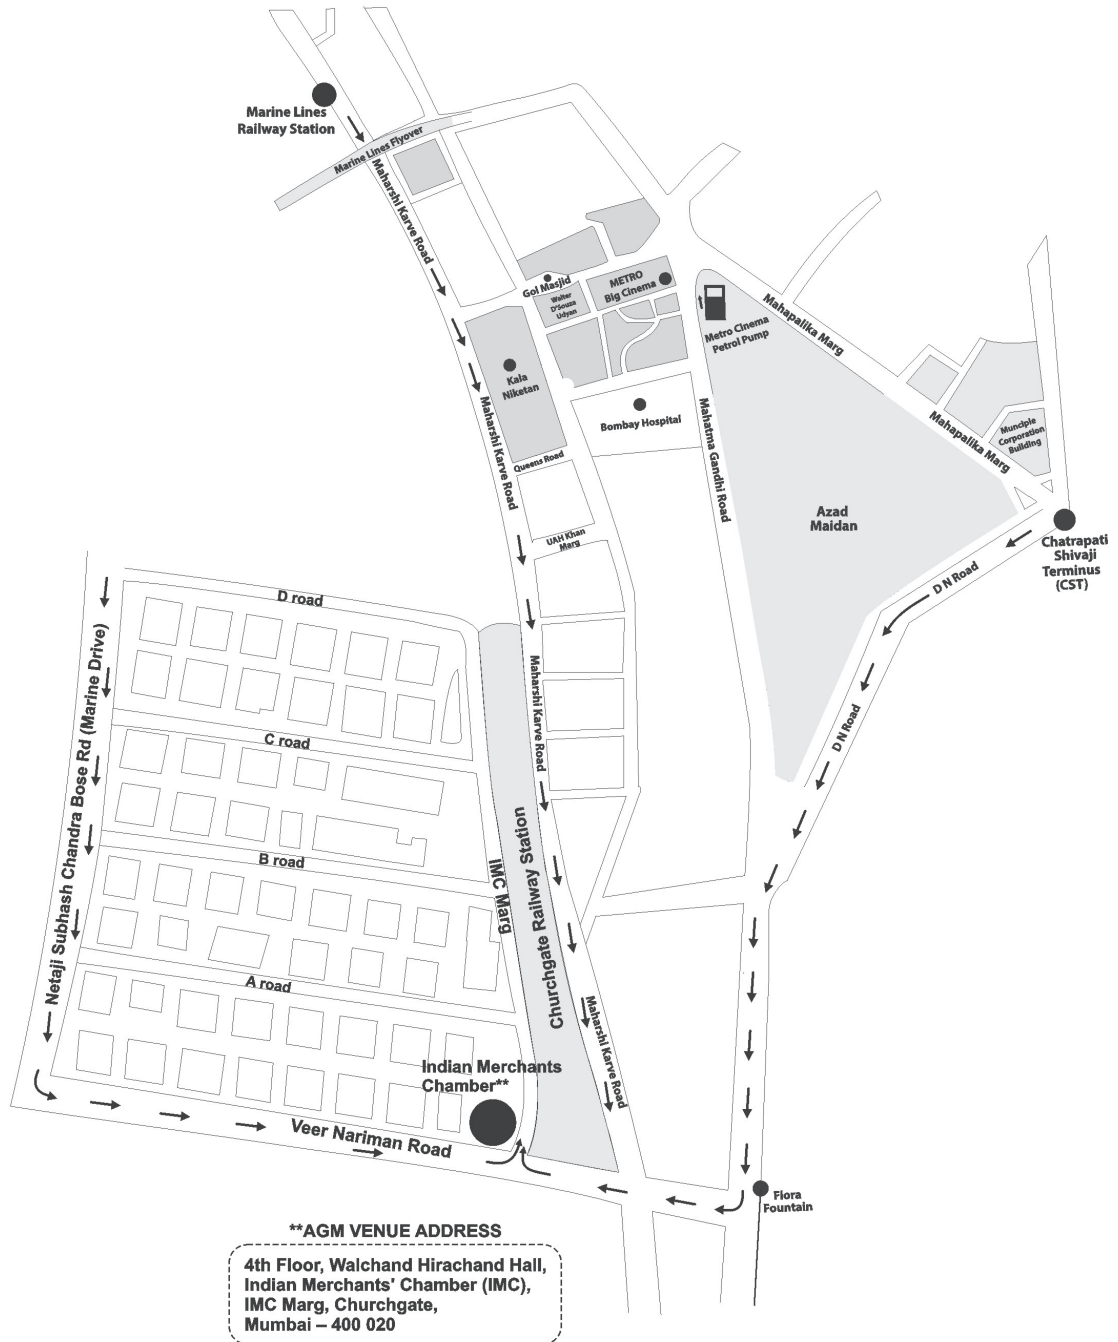 Marine Lines
Railway Station
Marine Lines Flyover
Maharshi Karve Road
Gol Masjid
Walter
D'Souza
Udyan
METRO
Big Cinema
Metro Cinema
Petrol Pump
Mahapalika Marg
Kala
Niketan
Bombay Hospital
Mahapalika Marg
Munciple
Corporation
Building
Maharshi Karve Road
Queens Road
Mahatma Gandhi Road
UAH Khan
Marg
Azad
Maidan
Chatrapati
Shivaji
Terminus
(CST)
D N Road
D road
Netaji Subhash Chandra Bose Rd (Marine Drive)
Maharshi Karve Road
D N Road
C road
B road
IMC Marg
Churchgate Railway Station
A road
Maharshi Karve Road
Indian Merchants
Chamber**
Veer Nariman Road
Flora
Fountain
**AGM VENUE ADDRESS
4th Floor, Walchand Hirachand Hall,
Indian Merchants' Chamber (IMC),
IMC Marg, Churchgate,
Mumbai – 400 020